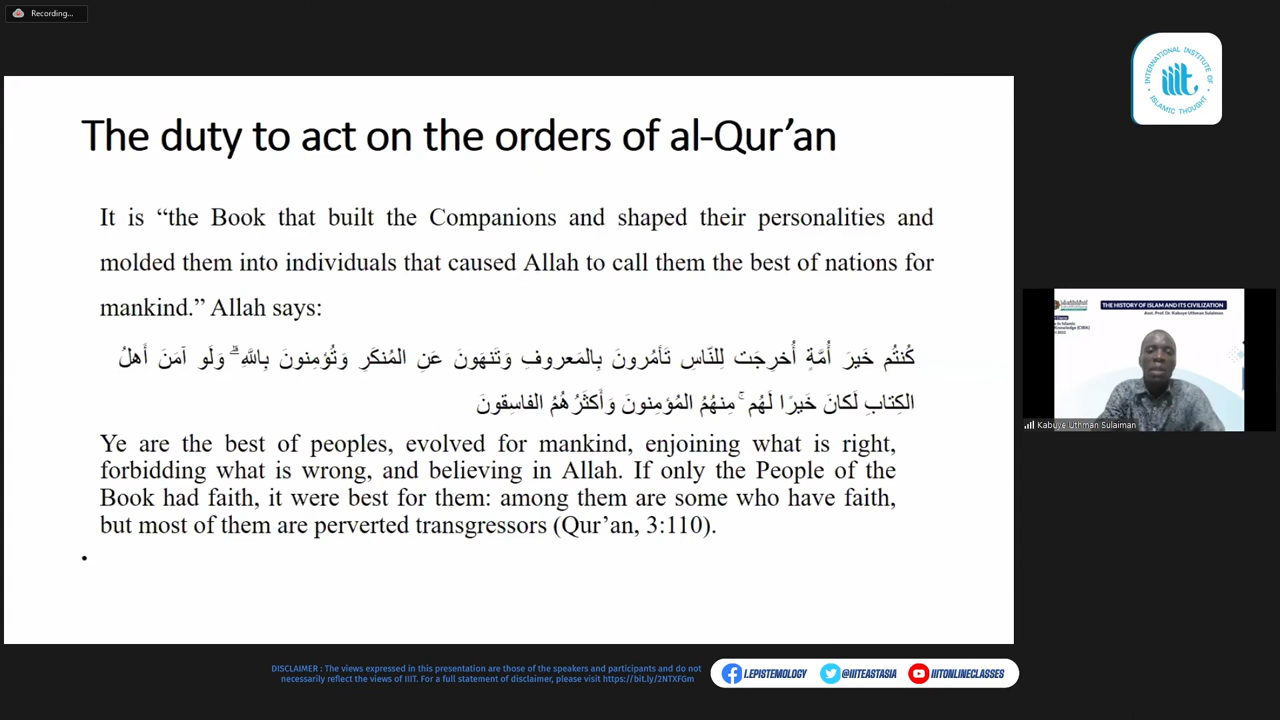 Recording...
INTERNATIONAL INSTITUTE OF
ISLAMIC THOUGHT
iiit
The duty to act on the orders of al-Qur’an
It is “the Book that built the Companions and shaped their personalities and
molded them into individuals that caused Allah to call them the best of nations for
mankind.” Allah says:
كُنتُم خَيرَ أُمَّةٍ أُخرِجَت لِلنّاسِ تَأمُرونَ بِالمَعروفِ وَتَنهَونَ عَنِ المُنكَرِ وَتُؤمِنونَ بِاللَّهِ ۗ وَلَو آمَنَ أَهلُ
الكِتابِ لَكانَ خَيرًا لَهُم ۚ مِنهُمُ المُؤمِنونَ وَأَكثَرُهُمُ الفاسِقونَ
Ye are the best of peoples, evolved for mankind, enjoining what is right,
forbidding what is wrong, and believing in Allah. If only the People of the
Book had faith, it were best for them: among them are some who have faith,
but most of them are perverted transgressors (Qur’an, 3:110).
THE HISTORY OF ISLAM AND ITS CIVILIZATION
Asst. Prof. Dr. Kabuye Uthman Sulaiman
Kabuye Uthman Sulaiman
DISCLAIMER : The views expressed in this presentation are those of the speakers and participants and do not
necessarily reflect the views of IIIT. For a full statement of disclaimer, please visit https://bit.ly/2NTXFGm
I.EPISTEMOLOGY
@IIITEASTASIA
IIITONLINECLASSES